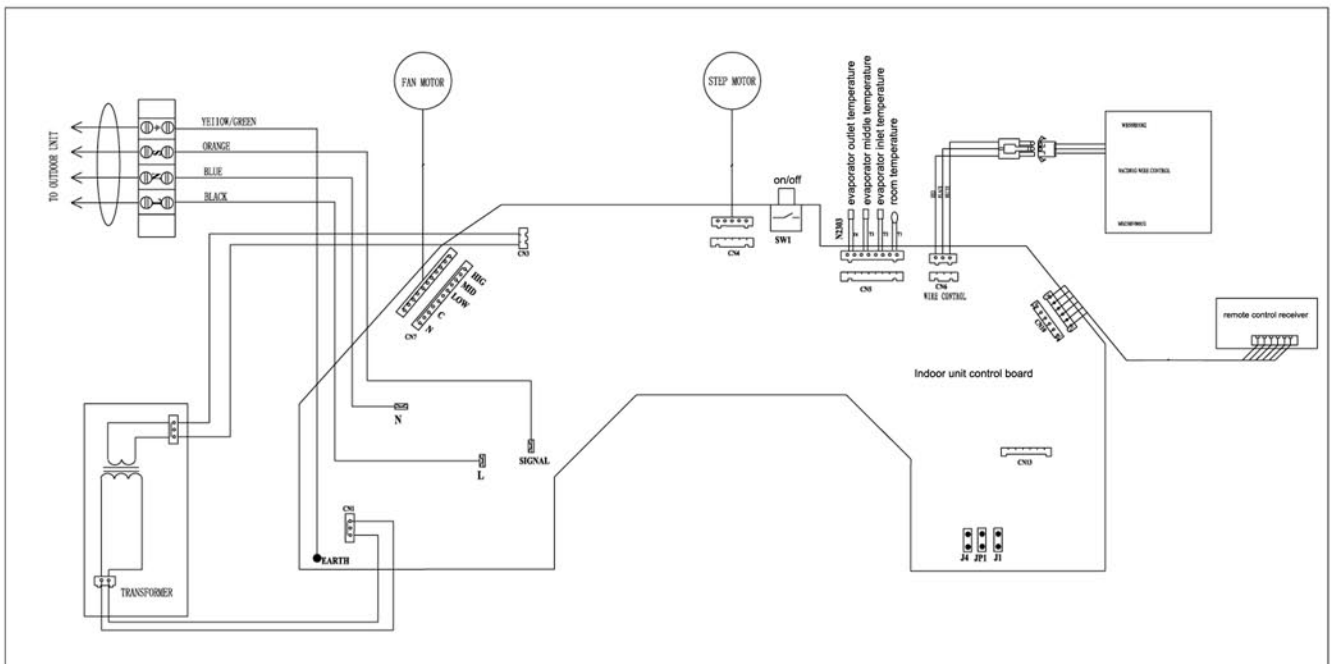 FAN MOTOR
STEP MOTOR
evaporator outlet temperature
evaporator middle temperature
evaporator inlet temperature
room temperature
on/off
SW1
TO OUTDOOR UNIT
YEIIOW/GREEN
ORANGE
BLUE
BLACK
CN3
CN4
N2303
CN5
CN6
WIRE CONTROL
HIG
MID
LOW
C
N
CN7
remote control receiver
Indoor unit control board
N
L
SIGNAL
CN13
CN1
EARTH
J4
JP1
J1
TRANSFORMER